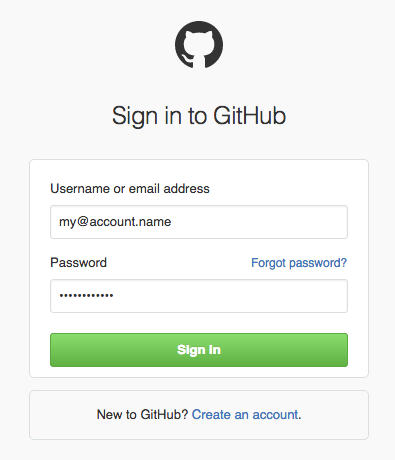 Sign in to GitHub
Username or email address
my@account.name
Password Forgot password?
••••••••••••
Sign in
New to GitHub? Create an account.